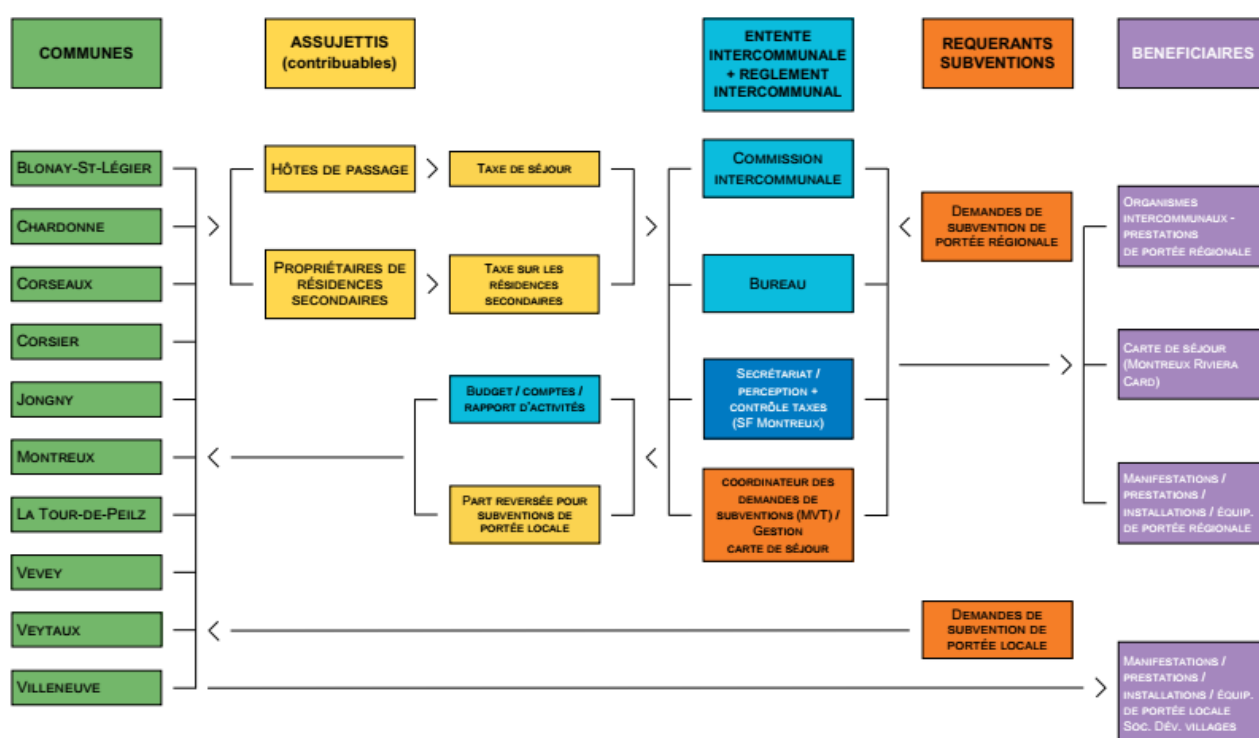 COMMUNES
ASSUJETTIS
(contribuables)
ENTENTE
INTERCOMMUNALE
+ REGLEMENT
INTERCOMMUNAL
REQUERANTS
SUBVENTIONS
BENEFICIAIRES
BLONAY-ST-LÉGIER
CHARDONNE
CORSEAUX
CORSIER
JONGNY
MONTREUX
LA TOUR-DE-PEILZ
VEVEY
VEYTAUX
VILLENEUVE
HÔTES DE PASSAGE
TAXE DE SÉJOUR
PROPRIÉTAIRES DE
RÉSIDENCES
SECONDAIRES
TAXE SUR LES
RÉSIDENCES
SECONDAIRES
BUDGET / COMPTES /
RAPPORT D'ACTIVITÉS
PART REVERSÉE POUR
SUBVENTIONS DE
PORTÉE LOCALE
COMMISSION
INTERCOMMUNALE
BUREAU
SECRÉTARIAT /
PERCEPTION +
CONTRÔLE TAXES
(SF MONTREUX)
COORDINATEUR DES
DEMANDES DE
SUBVENTIONS (MVT) /
GESTION
CARTE DE SÉJOUR
DEMANDES DE
SUBVENTION DE
PORTÉE RÉGIONALE
DEMANDES DE
SUBVENTION DE
PORTÉE LOCALE
ORGANISMES
INTERCOMMUNAUX -
PRESTATIONS
DE PORTÉE RÉGIONALE
CARTE DE SÉJOUR
(MONTREUX RIVIERA
CARD)
MANIFESTATIONS /
PRESTATIONS /
INSTALLATIONS / ÉQUIP.
DE PORTÉE RÉGIONALE
MANIFESTATIONS /
PRESTATIONS /
INSTALLATIONS / ÉQUIP.
DE PORTÉE LOCALE
SOC. DÉV. VILLAGES